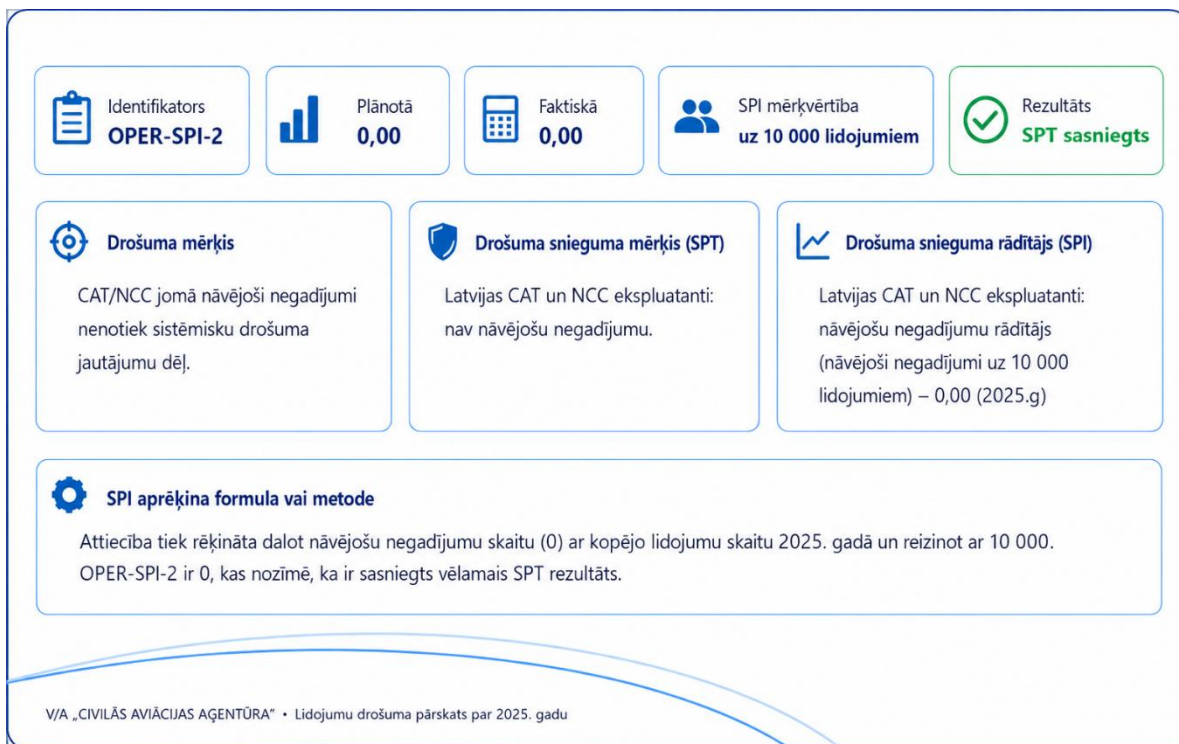 Identifikators
OPER-SPI-2
Plānotā
0,00
Faktiskā
0,00
SPI mērķvērtība
uz 10 000 lidojumiem
Rezultāts
SPT sasniegts
Drošuma mērķis
CAT/NCC jomā nāvējoši negadījumi
nenotiek sistēmisku drošuma
jautājumu dēļ.
Drošuma snieguma mērķis (SPT)
Latvijas CAT un NCC ekspluatanti:
nav nāvējošu negadījumu.
Drošuma snieguma rādītājs (SPI)
Latvijas CAT un NCC ekspluatanti:
nāvējošu negadījumu rādītājs
(nāvējoši negadījumi uz 10 000
lidojumiem) – 0,00 (2025.g)
SPI aprēķina formula vai metode
Attiecība tiek rēķināta dalot nāvējošu negadījumu skaitu (0) ar kopējo lidojumu skaitu 2025. gadā un reizinot ar 10 000.
OPER-SPI-2 ir 0, kas nozīmē, ka ir sasniegts vēlamais SPT rezultāts.
V/A „CIVILĀS AVIĀCIJAS AĢENTŪRA” • Lidojumu drošuma pārskats par 2025. gadu